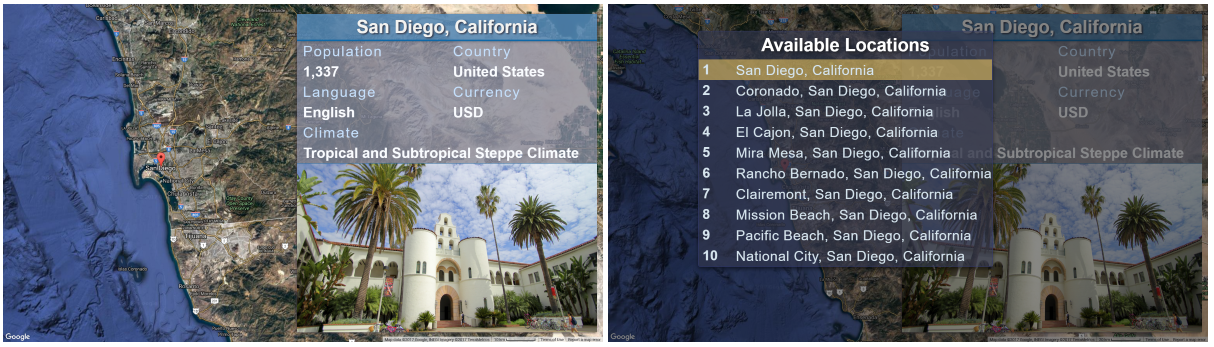 San Diego, California
Population
Country
1,337
United States
Language
Currency
English
USD
Climate
Tropical and Subtropical Steppe Climate
San Diego
Tijuana
Google
San Diego, California
Available Locations
Country
1 San Diego, California
United States
2 Coronado, San Diego, California
Currency
3 La Jolla, San Diego, California
USD
4 El Cajon, San Diego, California
5 Mira Mesa, San Diego, California
and Subtropical Steppe Climate
6 Rancho Bernado, San Diego, California
7 Clairemont, San Diego, California
8 Mission Beach, San Diego, California
9 Pacific Beach, San Diego, California
10 National City, San Diego, California
Google